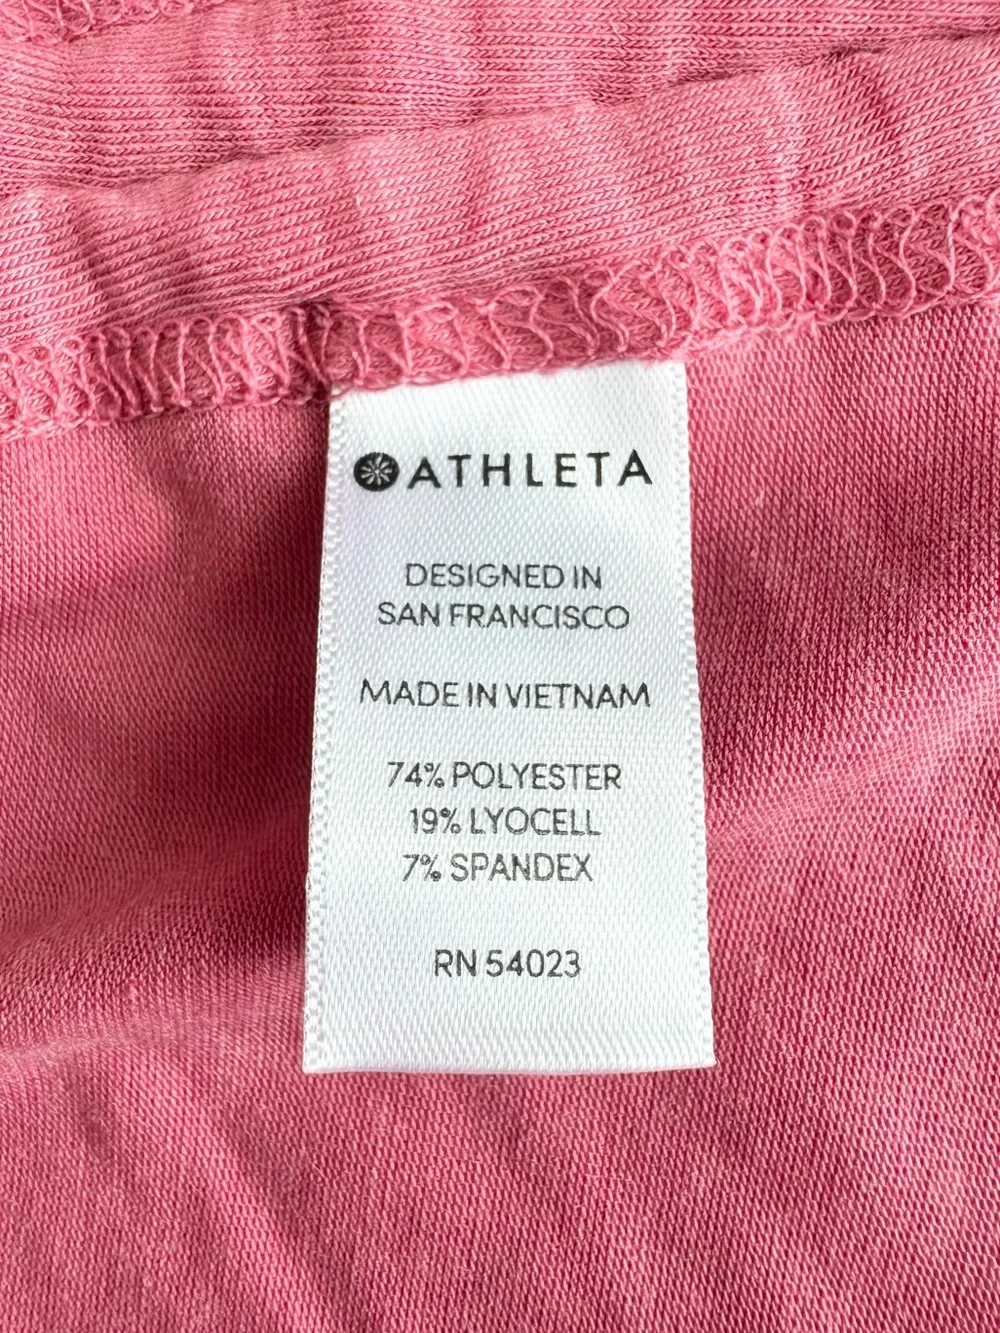 ATHLETA
DESIGNED IN
SAN FRANCISCO
MADE IN VIETNAM
74% POLYESTER
19% LYOCELL
7% SPANDEX
RN 54023